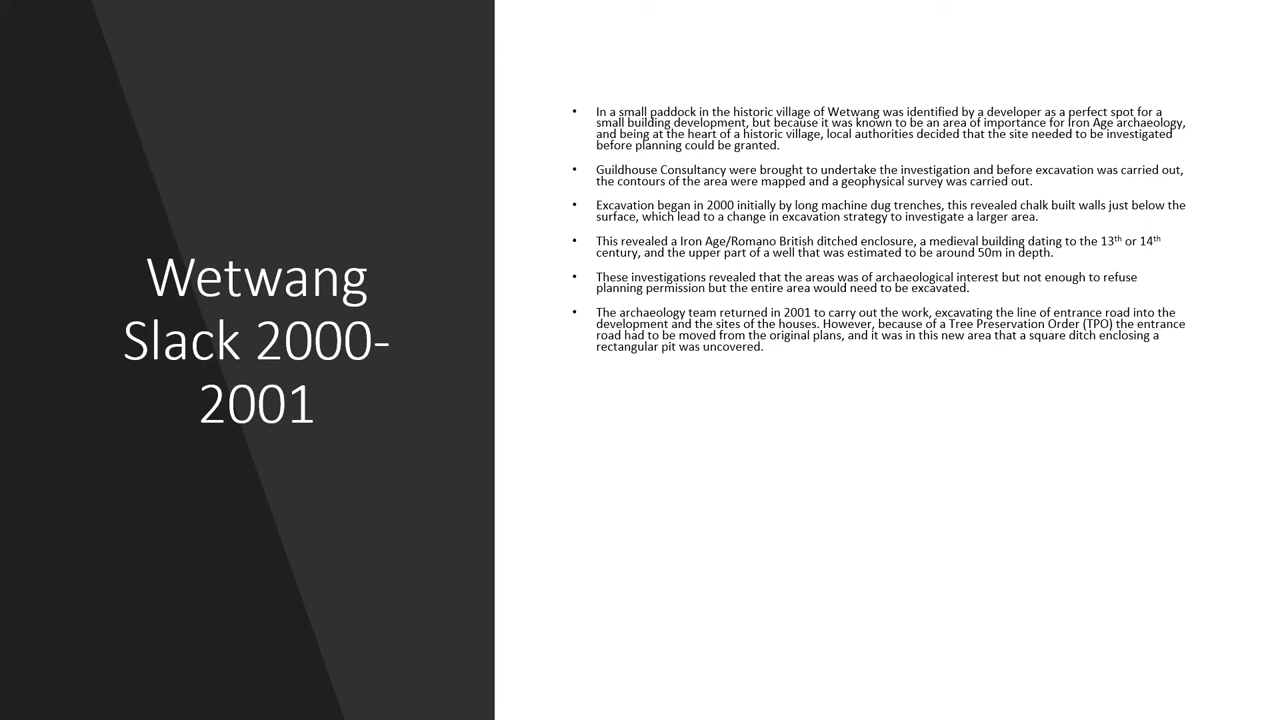 Wetwang
Slack 2000-
2001
• In a small paddock in the historic village of Wetwang was identified by a developer as a perfect spot for a
small building development, but because it was known to be an area of importance for Iron Age archaeology,
and being at the heart of a historic village, local authorities decided that the site needed to be investigated
before planning could be granted.
• Guildhouse Consultancy were brought to undertake the investigation and before excavation was carried out,
the contours of the area were mapped and a geophysical survey was carried out.
• Excavation began in 2000 initially by long machine dug trenches, this revealed chalk built walls just below the
surface, which lead to a change in excavation strategy to investigate a larger area.
• This revealed a Iron Age/Romano British ditched enclosure, a medieval building dating to the 13th or 14th
century, and the upper part of a well that was estimated to be around 50m in depth.
• These investigations revealed that the areas was of archaeological interest but not enough to refuse
planning permission but the entire area would need to be excavated.
• The archaeology team returned in 2001 to carry out the work, excavating the line of entrance road into the
development and the sites of the houses. However, because of a Tree Preservation Order (TPO) the entrance
road had to be moved from the original plans, and it was in this new area that a square ditch enclosing a
rectangular pit was uncovered.